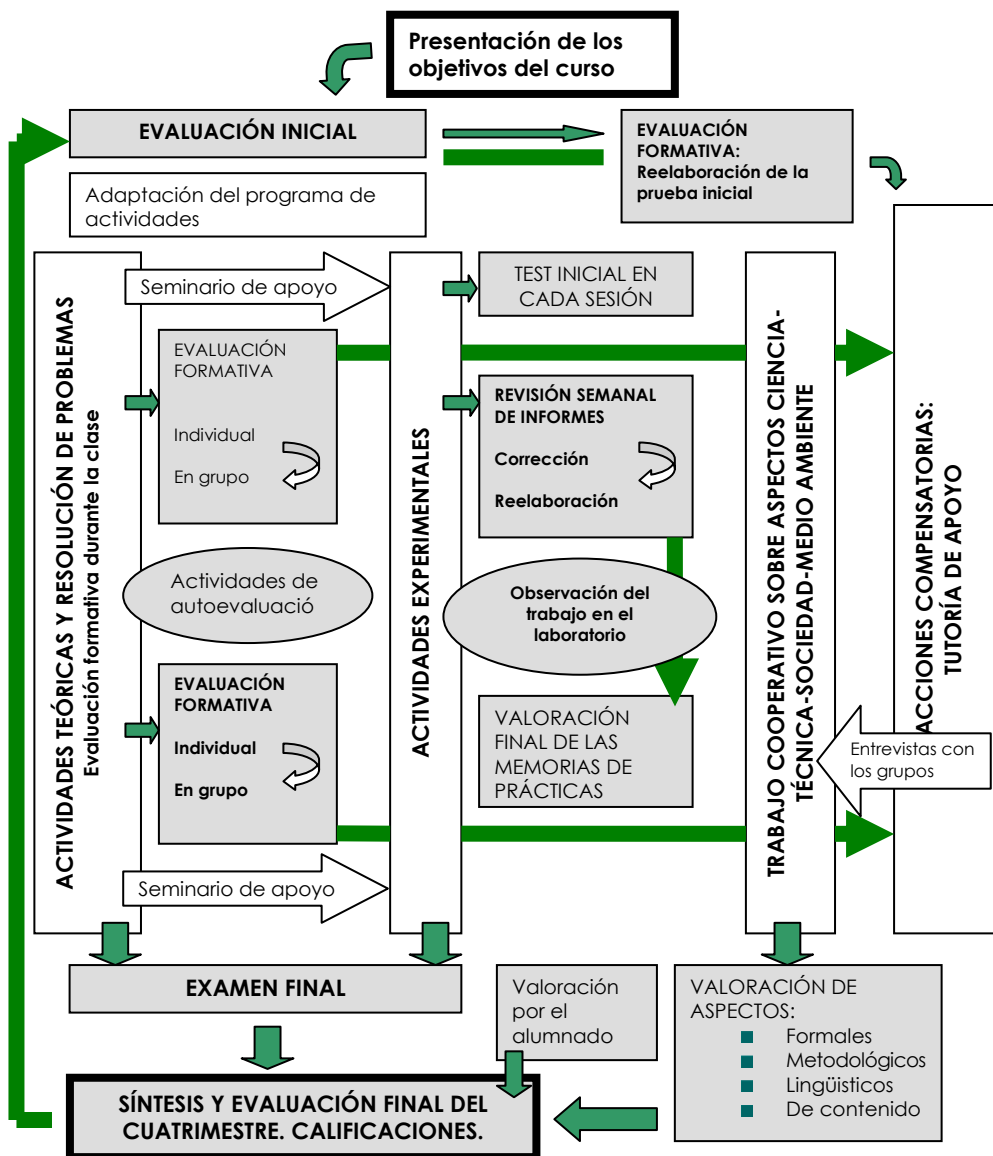 Presentación de los
objetivos del curso
EVALUACIÓN INICIAL
EVALUACIÓN
FORMATIVA:
Reelaboración de la
prueba inicial
Adaptación del programa de
actividades
ACTIVIDADES TEÓRICAS Y RESOLUCIÓN DE PROBLEMAS
Evaluación formativa durante la clase
Seminario de apoyo
EVALUACIÓN
FORMATIVA
Individual
En grupo
Actividades de
autoevaluació
EVALUACIÓN
FORMATIVA
Individual
En grupo
Seminario de apoyo
ACTIVIDADES EXPERIMENTALES
TEST INICIAL EN
CADA SESIÓN
REVISIÓN SEMANAL
DE INFORMES
Corrección
Reelaboración
Observación del
trabajo en el
laboratorio
VALORACIÓN
FINAL DE LAS
MEMORIAS DE
PRÁCTICAS
TRABAJO COOPERATIVO SOBRE ASPECTOS CIENCIA-
TÉCNICA-SOCIEDAD-MEDIO AMBIENTE
ACCIONES COMPENSATORIAS:
TUTORÍA DE APOYO
Entrevistas con
los grupos
EXAMEN FINAL
Valoración
por el
alumnado
VALORACIÓN DE
ASPECTOS:
Formales
Metodológicos
Lingüisticos
De contenido
SÍNTESIS Y EVALUACIÓN FINAL DEL
CUATRIMESTRE. CALIFICACIONES.